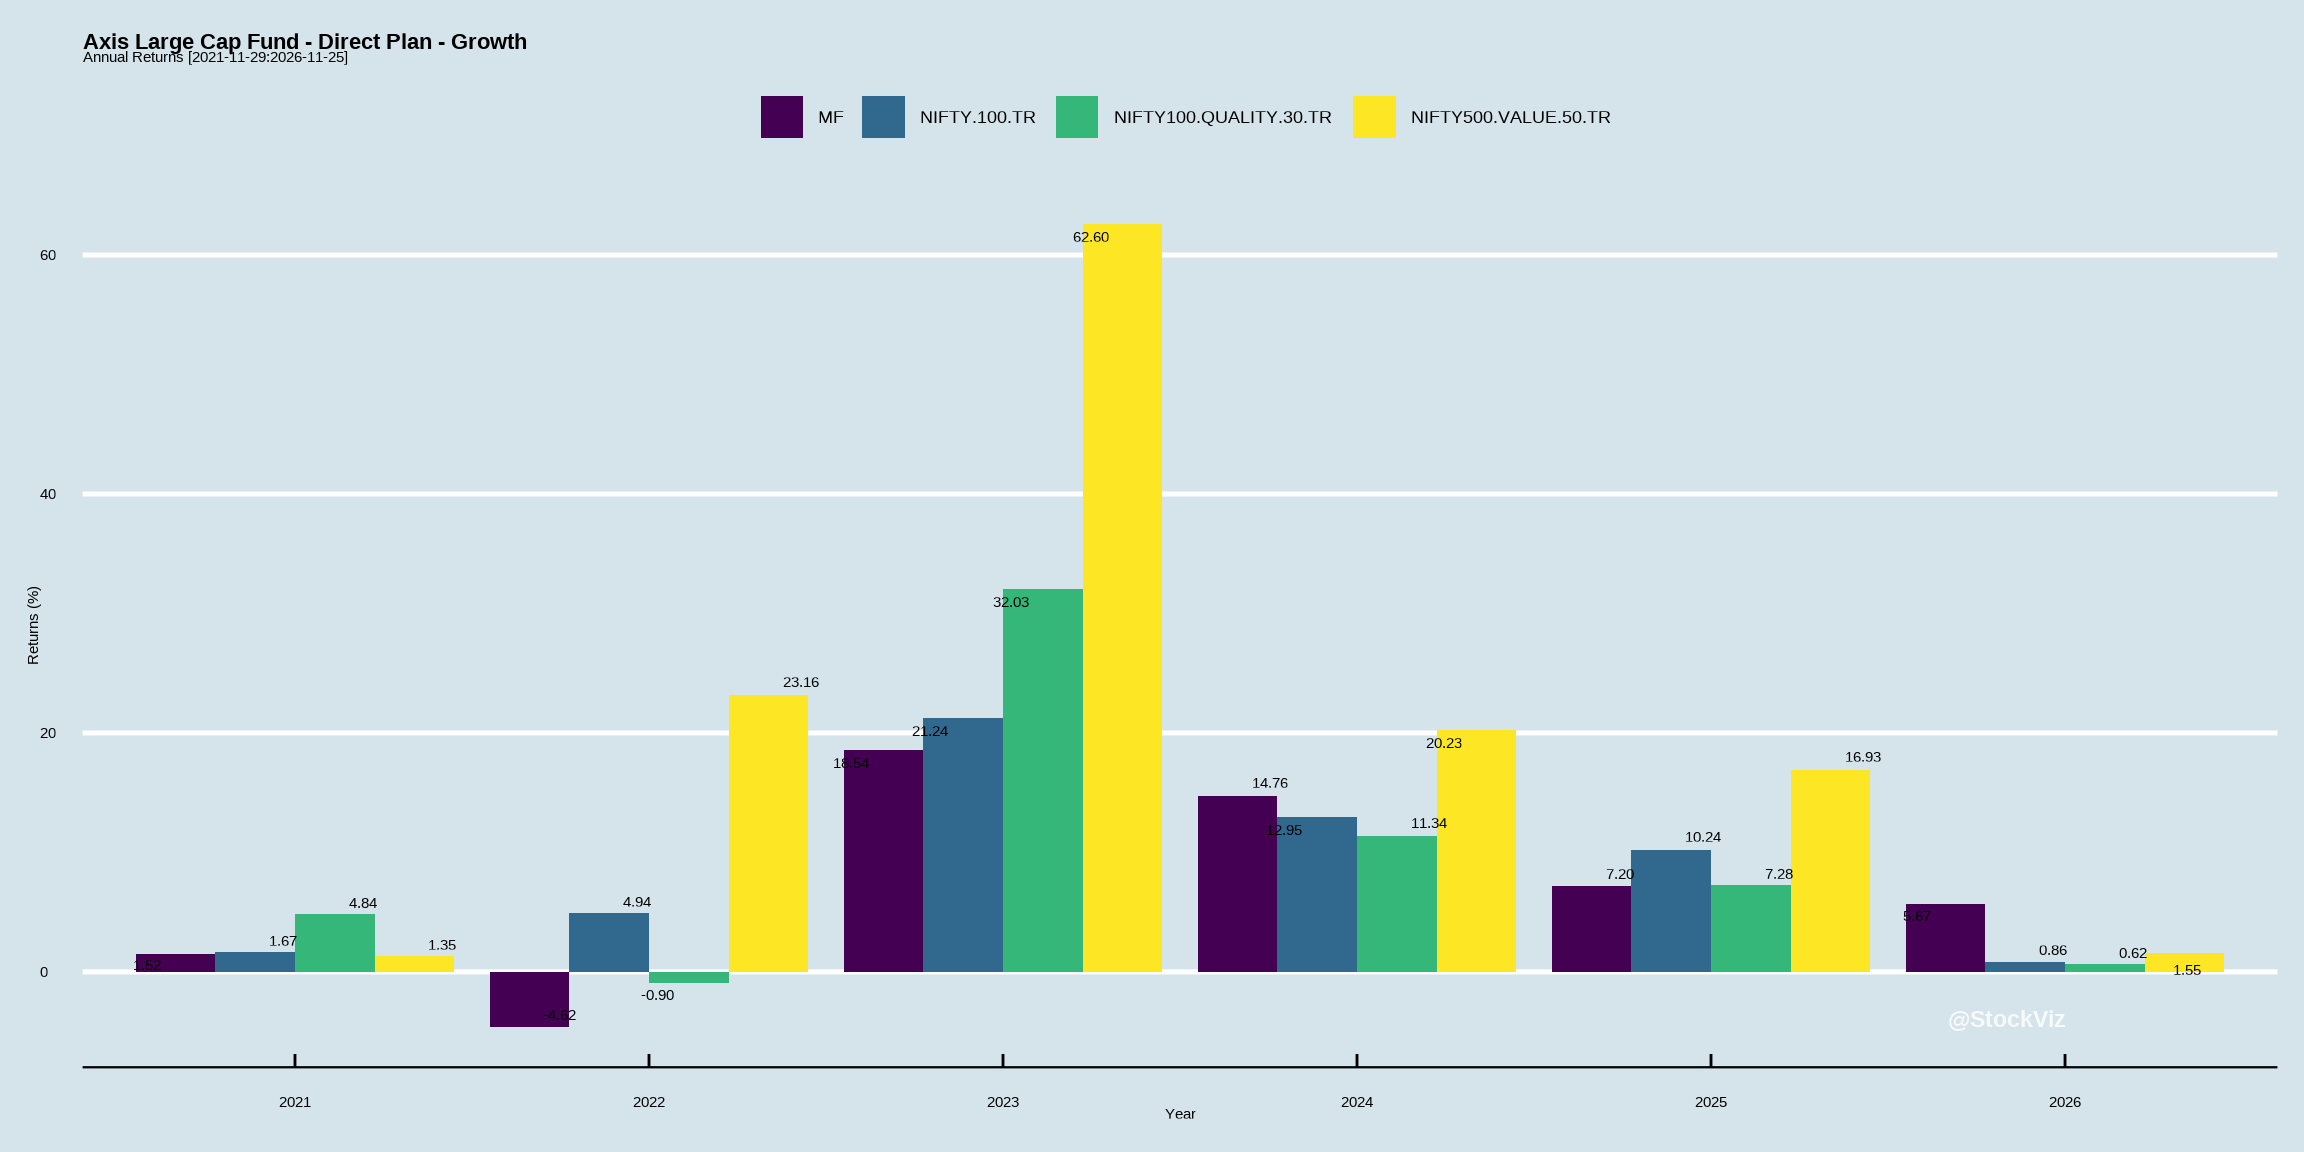 Axis Large Cap Fund - Direct Plan - Growth
Annual Returns [2021-11-29:2026-11-25]
MF NIFTY.100.TR NIFTY100.QUALITY.30.TR NIFTY500.VALUE.50.TR
Returns (%)
60
40
20
0
1.52 1.67 4.84 1.35
-4.62 4.94 -0.90 23.16
18.54 21.24 32.03 62.60
14.76 12.95 11.34 20.23
7.20 10.24 7.28 16.93
5.67 0.86 0.62 1.55
@StockViz
2021 2022 2023 2024 2025 2026
Year